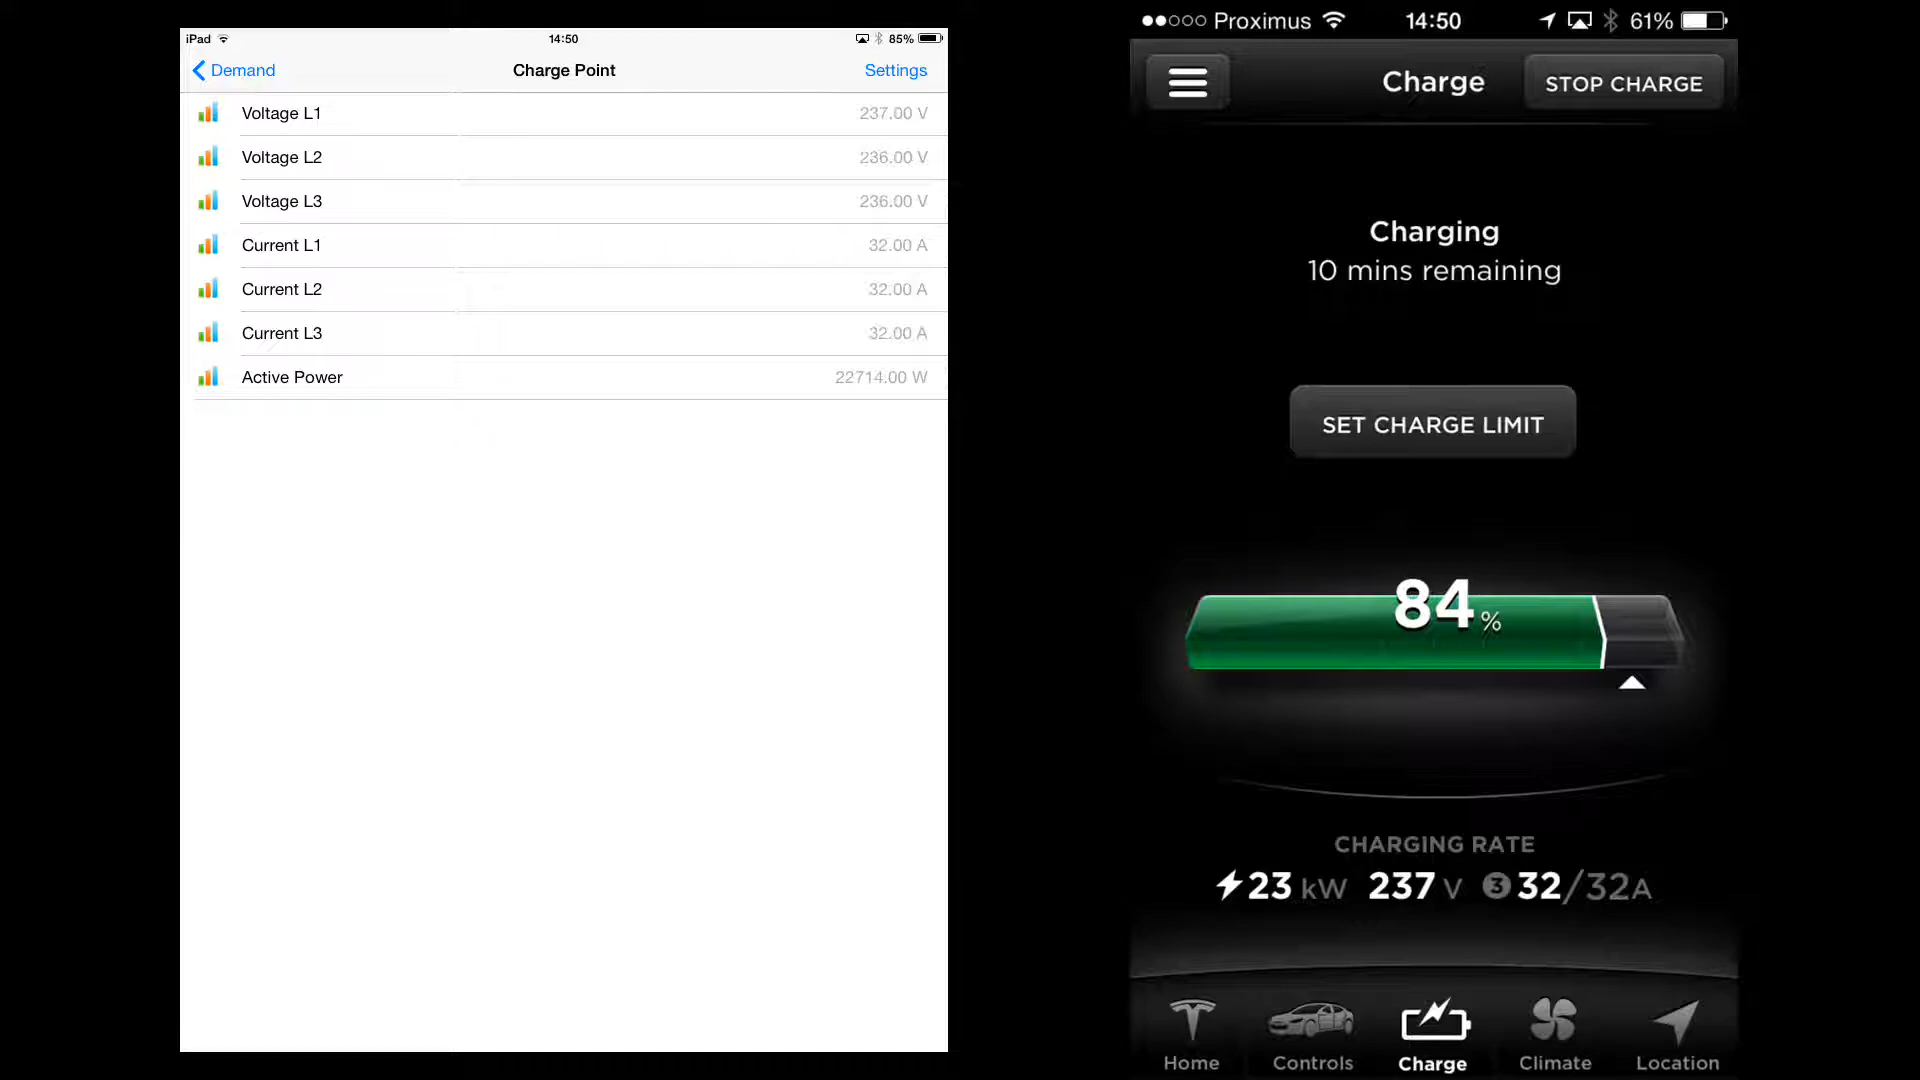 iPad 14:50 85%
Demand Charge Point Settings
Voltage L1 237.00 V
Voltage L2 236.00 V
Voltage L3 236.00 V
Current L1 32.00 A
Current L2 32.00 A
Current L3 32.00 A
Active Power 22714.00 W
Proximus 14:50 61%
Charge STOP CHARGE
Charging
10 mins remaining
SET CHARGE LIMIT
84%
CHARGING RATE
23 kW 237 V 3 32/32A
Home Controls Charge Climate Location